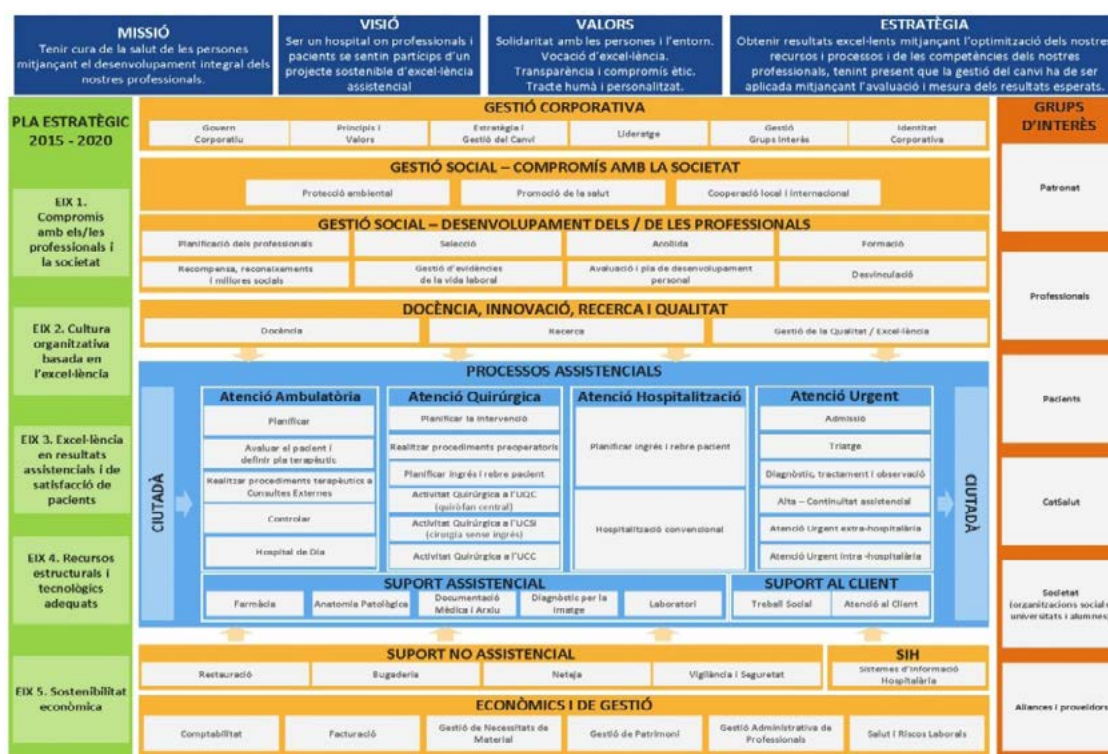 MISSIÓ
Tenir cura de la salut de les persones
mitjançant el desenvolupament integral dels
nostres professionals.
VISIÓ
Ser un hospital on professionals i
pacients se sentin partícips d'un
projecte sostenible d'excel·lència
assistencial
VALORS
Solidaritat amb les persones i l'entorn.
Vocació d'excel·lència.
Transparència i compromís ètic.
Tracte humà i personalitzat.
ESTRATÈGIA
Obtenir resultats excel·lents mitjançant l'optimització dels nostres
recursos i processos i de les competències dels nostres
professionals, tenint present que la gestió del canvi ha de ser
aplicada mitjançant l'avaluació i mesura dels resultats esperats.
PLA ESTRATÈGIC
2015 - 2020
EIX 1.
Compromís
amb els/les
professionals i
la societat
EIX 2. Cultura
organitzativa
basada en
l'excel·lència
EIX 3. Excel·lència
en resultats
assistencials i de
satisfacció de
pacients
EIX 4. Recursos
estructurals i
tecnològics
adequats
EIX 5. Sostenibilitat
econòmica
GESTIÓ CORPORATIVA
Govern
Corporatiu
Principis i
Valors
Estratègia i
Gestió del Canvi
Lideratge
Gestió
Grups Interès
Identitat
Corporativa
GESTIÓ SOCIAL – COMPROMÍS AMB LA SOCIETAT
Protecció ambiental
Promoció de la salut
Cooperació local i Internacional
GESTIÓ SOCIAL – DESENVOLUPAMENT DELS / DE LES PROFESSIONALS
Planificació dels professionals
Selecció
Acollida
Formació
Recompensa, reconeixaments
i millores socials
Gestió d'evidències
de la vida laboral
Avaluació i pla de desenvolupament
personal
Desvinculació
DOCÈNCIA, INNOVACIÓ, RECERCA I QUALITAT
Docència
Recerca
Gestió de la Qualitat / Excel·lència
PROCESSOS ASSISTENCIALS
CIUTADÀ
Atenció Ambulatòria
Planificar
Avaluar el pacient i
definir pla terapèutic
Realitzar procediments terapèutics a
Consultes Externes
Controlar
Hospital de Dia
Atenció Quirúrgica
Planificar la intervenció
Realitzar procediments preoperatoris
Planificar ingrés i rebre pacient
Activitat Quirúrgica a l'UQC
(quiròfan central)
Activitat Quirúrgica a l'UCSI
(cirurgia sense ingrés)
Activitat Quirúrgica a l'UCC
Atenció Hospitalització
Planificar ingrés i rebre pacient
Hospitalització convencional
Atenció Urgent
Admissió
Triatge
Diagnòstic, tractament i observació
Alta – Continuïtat assistencial
Atenció Urgent extra-hospitalària
Atenció Urgent intra -hospitalària
CIUTADÀ
SUPORT ASSISTENCIAL
Farmàcia
Anatomia Patològica
Documentació
Mèdica i Arxiu
Diagnòstic per la
Imatge
Laboratori
SUPORT AL CLIENT
Treball Social
Atenció al Client
SUPORT NO ASSISTENCIAL
Restauració
Bugaderia
Neteja
Vigilància i Seguretat
SIH
Sistemes d'Informació
Hospitalària
ECONÒMICS I DE GESTIÓ
Comptabilitat
Facturació
Gestió de Necessitats de
Material
Gestió de Patrimoni
Gestió Administrativa de
Professionals
Salut i Riscos Laborals
GRUPS
D'INTERÈS
Patronat
Professionals
Pacients
CatSalut
Societat
(organitzacions socials
universitats i alumnes)
Aliances i proveïdors